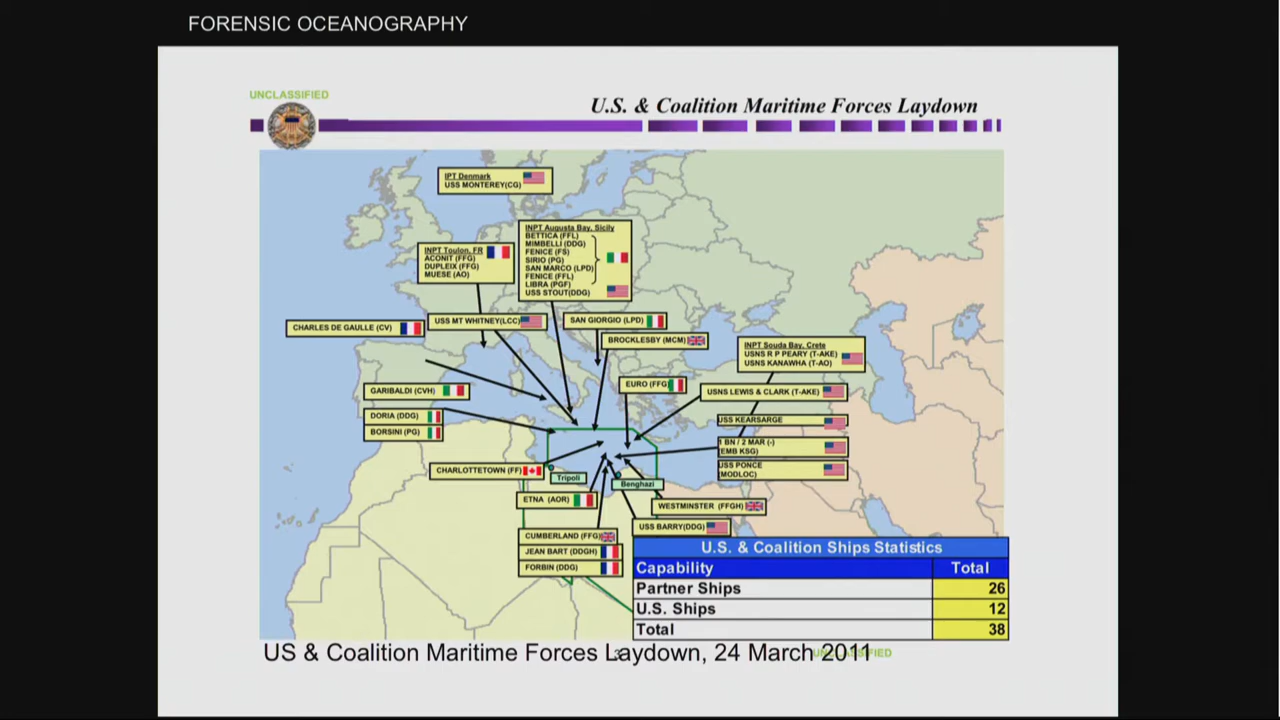 FORENSIC OCEANOGRAPHY
UNCLASSIFIED
U.S. & Coalition Maritime Forces Laydown
IPT Denmark
USS MONTEREY(CG)
INPT Augusta Bay, Sicily
BETTICA (FFL)
MIMBELLI (DDG)
FENICE (FS)
SIRIO (PG)
SAN MARCO (LPD)
FENICE (FFL)
LIBRA (PGF)
USS STOUT(DDG)
INPT Toulon, FR
ACONIT (FFG)
DUPLEIX (FFG)
MUESE (AO)
CHARLES DE GAULLE (CV)
USS MT WHITNEY(LCC)
SAN GIORGIO (LPD)
BROCKLESBY (MCM)
INPT Souda Bay, Crete
USNS R P PEARY (T-AKE)
USNS KANAWHA (T-AO)
GARIBALDI (CVH)
EURO (FFG)
USNS LEWIS & CLARK (T-AKE)
DORIA (DDG)
BORSINI (PG)
USS KEARSARGE
1 BN / 2 MAR (-)
(EMB KSG)
USS PONCE
(MODLOC)
CHARLOTTETOWN (FF)
Tripoli
Benghazi
ETNA (AOR)
WESTMINSTER (FFGH)
USS BARRY(DDG)
CUMBERLAND (FFG)
JEAN BART (DDGH)
FORBIN (DDG)
U.S. & Coalition Ships Statistics
Capability Total
Partner Ships 26
U.S. Ships 12
Total 38
US & Coalition Maritime Forces Laydown, 24 March 2011
3
UNCLASSIFIED